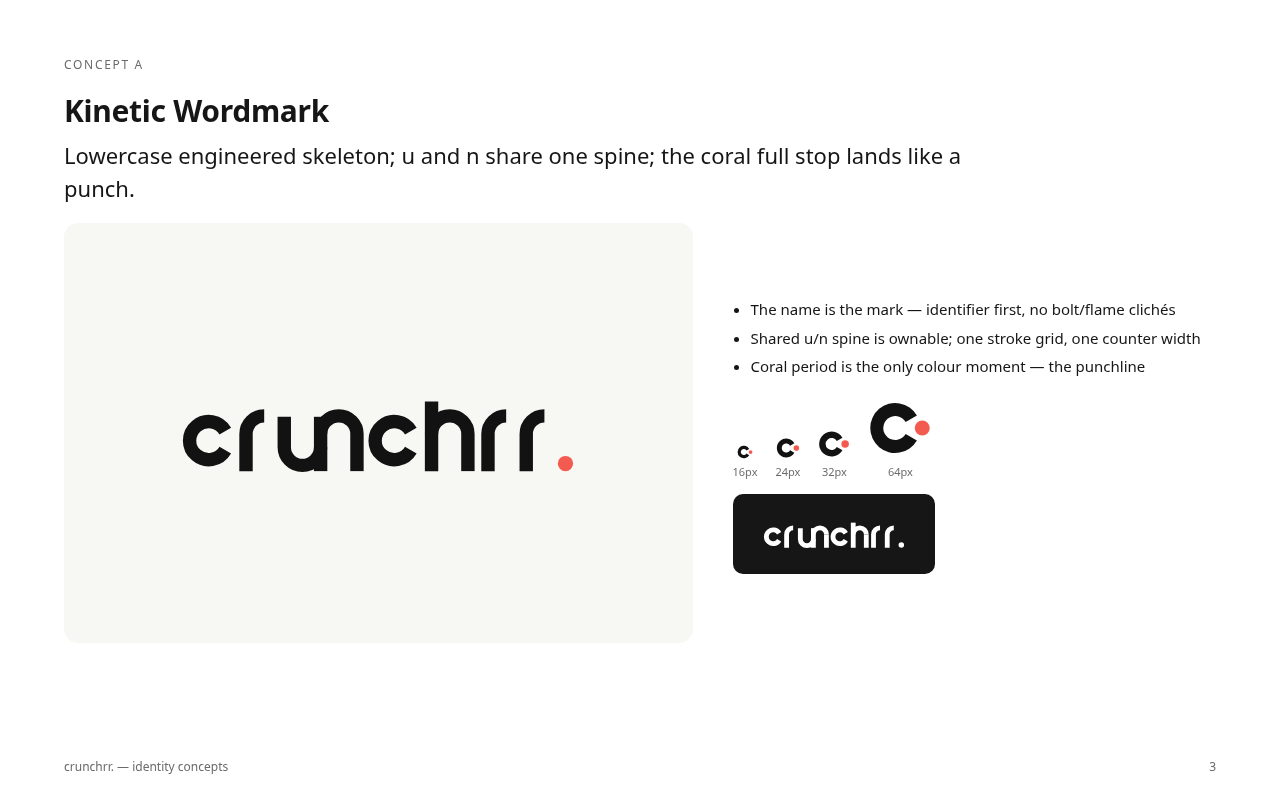 CONCEPT A
Kinetic Wordmark
Lowercase engineered skeleton; u and n share one spine; the coral full stop lands like a
punch.
crunchrr.
• The name is the mark — identifier first, no bolt/flame clichés
• Shared u/n spine is ownable; one stroke grid, one counter width
• Coral period is the only colour moment — the punchline
c. c. c. c.
16px 24px 32px 64px
crunchrr.
crunchrr. — identity concepts
3